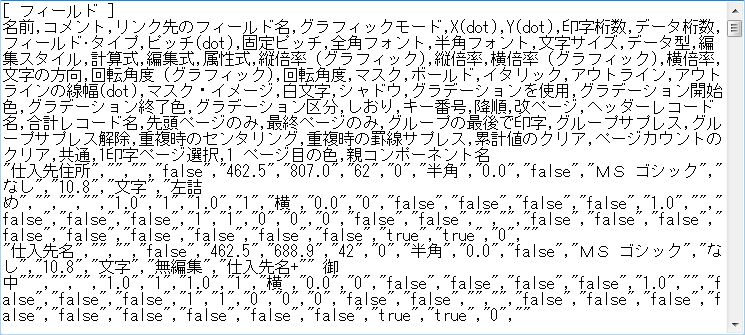 [ フィールド ]
名前,コメント,リンク先のフィールド名,グラフィックモード,X(dot),Y(dot),印字桁数,データ桁数,
フィールド・タイプ,ピッチ(dot),固定ピッチ,全角フォント,半角フォント,文字サイズ,データ型,編
集スタイル,計算式,編集式,属性式,縦倍率 (グラフィック),縦倍率,横倍率 (グラフィック),横倍率,
文字の方向,回転角度 (グラフィック),回転角度,マスク,ボールド,イタリック,アウトライン,アウト
ラインの線幅(dot),マスク・イメージ,白文字,シャドウ,グラデーションを使用,グラデーション開始
色,グラデーション終了色,グラデーション区分,しおり,キー番号,降順,改ページ,ヘッダーレコード
名,合計レコード名,先頭ページのみ,最終ページのみ,グループの最後で印字,グループサプレス,グル
ープサプレス解除,重複時のセンタリング,重複時の罫線サプレス,累計値のクリア,ページカウントの
クリア,共通,1印字ページ選択,1 ページ目の色,親コンポーネント名
"仕入先住所","","","false","462.5","807.0","62","0","半角","0.0","false","ＭＳ ゴシック","
なし","10.8","文字","左詰
め","","","","1.0","1","1.0","1","横","0.0","0","false","false","false","false","1.0","","
false","false","false","1","1","0","0","0","false","false","","","false","false","false","
false","false","false","false","false","false","true","true","0",""
"仕入先名","","","false","462.5","688.9","42","0","半角","0.0","false","ＭＳ ゴシック","な
し","10.8","文字","無編集","仕入先名+"" 御
中""","","","1.0","1","1.0","1","横","0.0","0","false","false","false","false","1.0","","f
alse","false","false","1","1","0","0","0","false","false","","","false","false","false","fa
lse","false","false","false","false","false","true","true","0",""